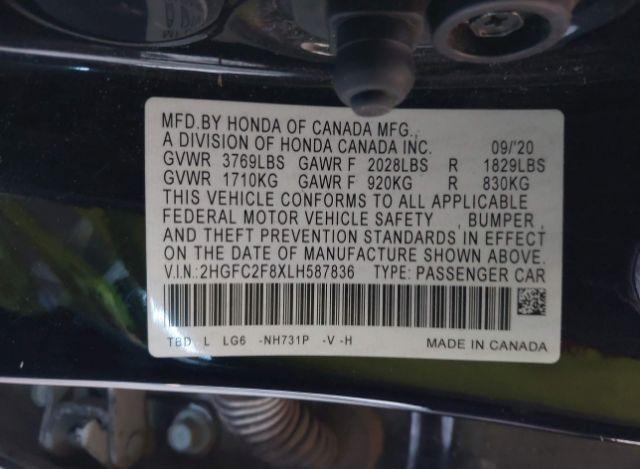 MFD.BY HONDA OF CANADA MFG.,
A DIVISION OF HONDA CANADA INC. 09/'20
GVWR 3769LBS GAWR F 2028LBS R 1829LBS
GVWR 1710KG GAWR F 920KG R 830KG
THIS VEHICLE CONFORMS TO ALL APPLICABLE
FEDERAL MOTOR VEHICLE SAFETY , BUMPER ,
AND THEFT PREVENTION STANDARDS IN EFFECT
ON THE DATE OF MANUFACTURE SHOWN ABOVE.
V.I.N.:2HGFC2F8XLH587836 TYPE: PASSENGER CAR
TBD L LG6 -NH731P -V -H MADE IN CANADA